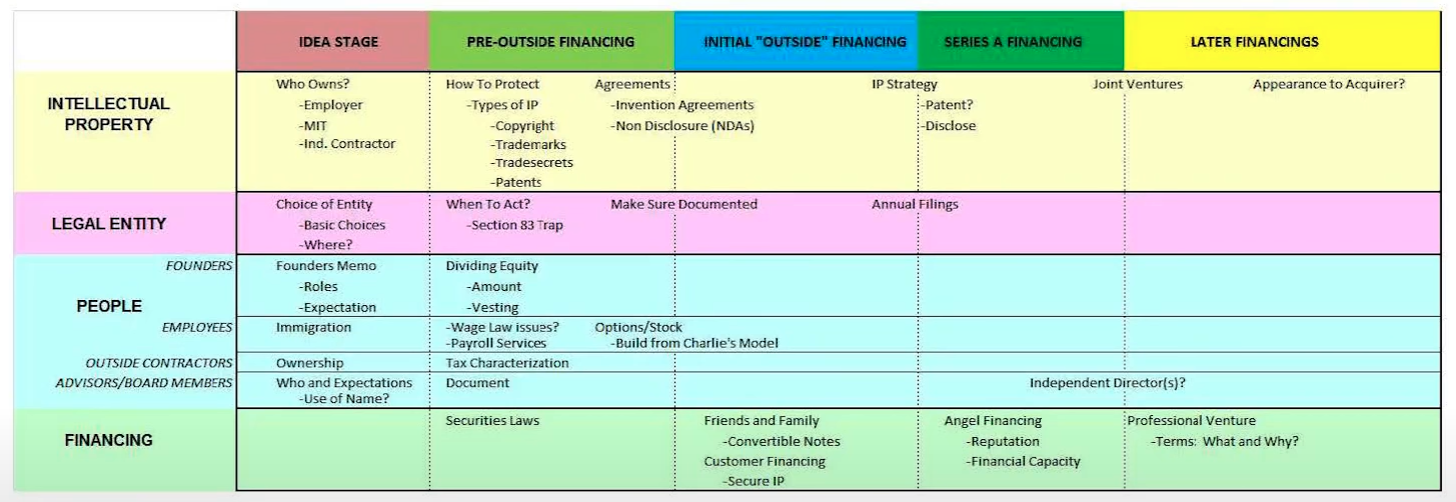 IDEA STAGE PRE-OUTSIDE FINANCING INITIAL "OUTSIDE" FINANCING SERIES A FINANCING LATER FINANCINGS
INTELLECTUAL PROPERTY
Who Owns? How To Protect Agreements IP Strategy Joint Ventures Appearance to Acquirer?
-Employer -Types of IP -Invention Agreements -Patent?
-MIT -Copyright -Non Disclosure (NDAs) -Disclose
-Ind. Contractor -Trademarks
-Tradesecrets
-Patents
LEGAL ENTITY
Choice of Entity When To Act? Make Sure Documented Annual Filings
-Basic Choices -Section 83 Trap
-Where?
PEOPLE
FOUNDERS Founders Memo Dividing Equity
-Roles -Amount
-Expectation -Vesting
EMPLOYEES Immigration -Wage Law issues? Options/Stock
-Payroll Services -Build from Charlie's Model
OUTSIDE CONTRACTORS Ownership Tax Characterization
ADVISORS/BOARD MEMBERS Who and Expectations Document Independent Director(s)?
-Use of Name?
FINANCING
Securities Laws Friends and Family Angel Financing Professional Venture
-Convertible Notes -Reputation -Terms: What and Why?
Customer Financing -Financial Capacity
-Secure IP